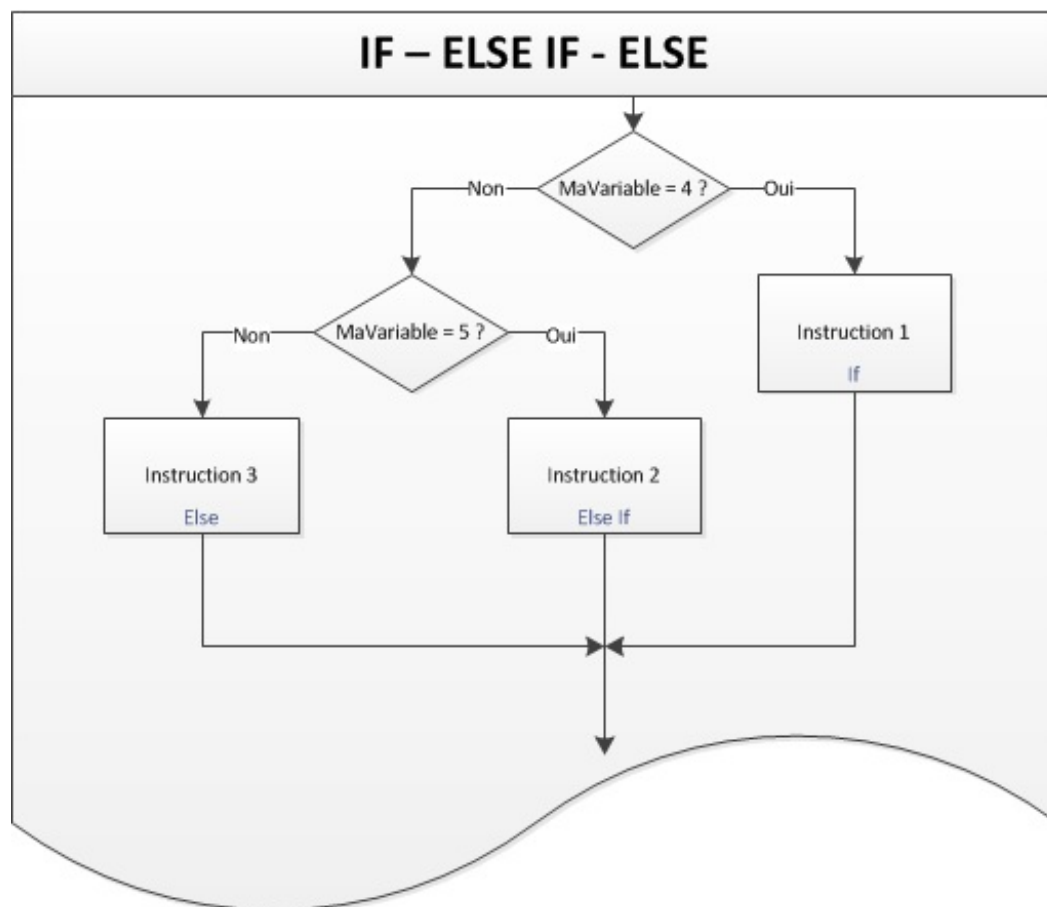 IF – ELSE IF - ELSE
MaVariable = 4 ?
Non
Oui
MaVariable = 5 ?
Non
Oui
Instruction 1
If
Instruction 3
Else
Instruction 2
Else If